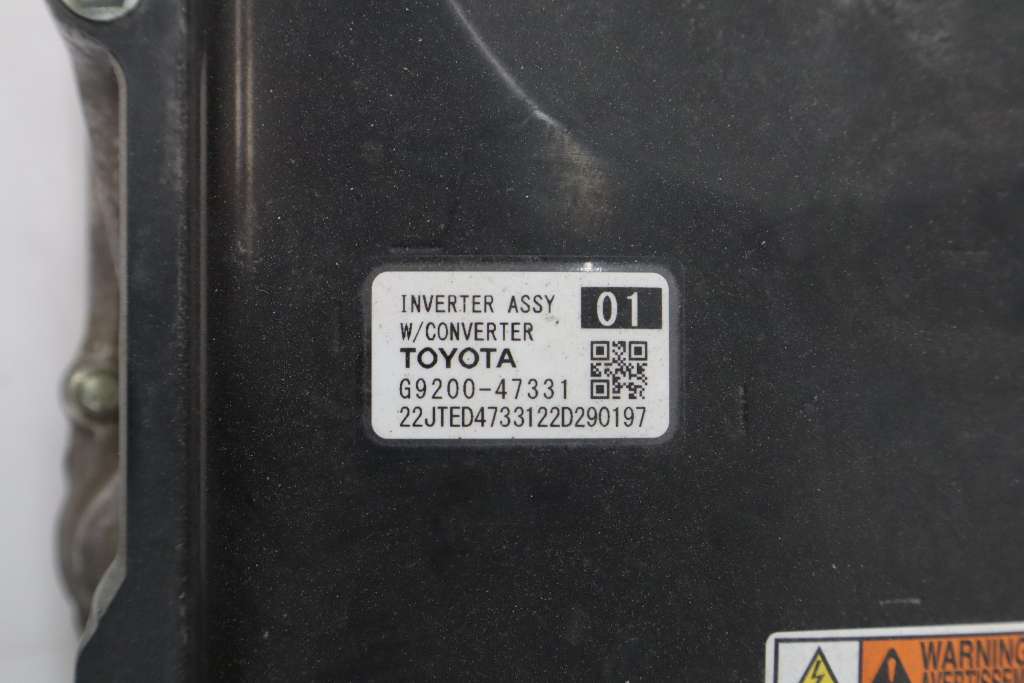 INVERTER ASSY 01
W/CONVERTER
TOYOTA
G9200-47331
22JTED4733122D290197
WARNING